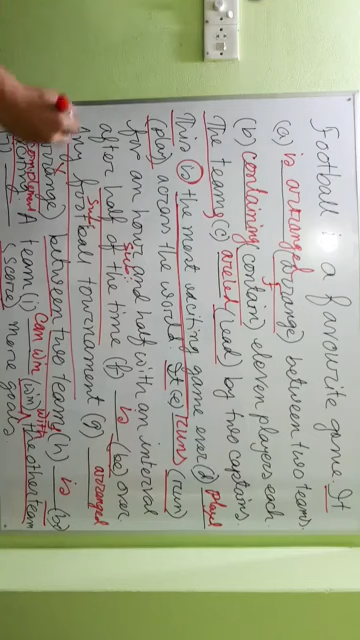 Football is a favourite game. It
(a) is arranged (arrange) between two teams.
(b) containing (contain) eleven players each.
The teams (c) are led (lead) by two captains.
This (is) the most exciting game ever (d) played
(play) across the world. It (e) runs (run)
for an hour and half with an interval
after half of the time (f) is (be) over.
Any football tournament (g) arranged
(arrange) between two teams (h) is (be)
team (i) can win (win) with the other team
score more goals